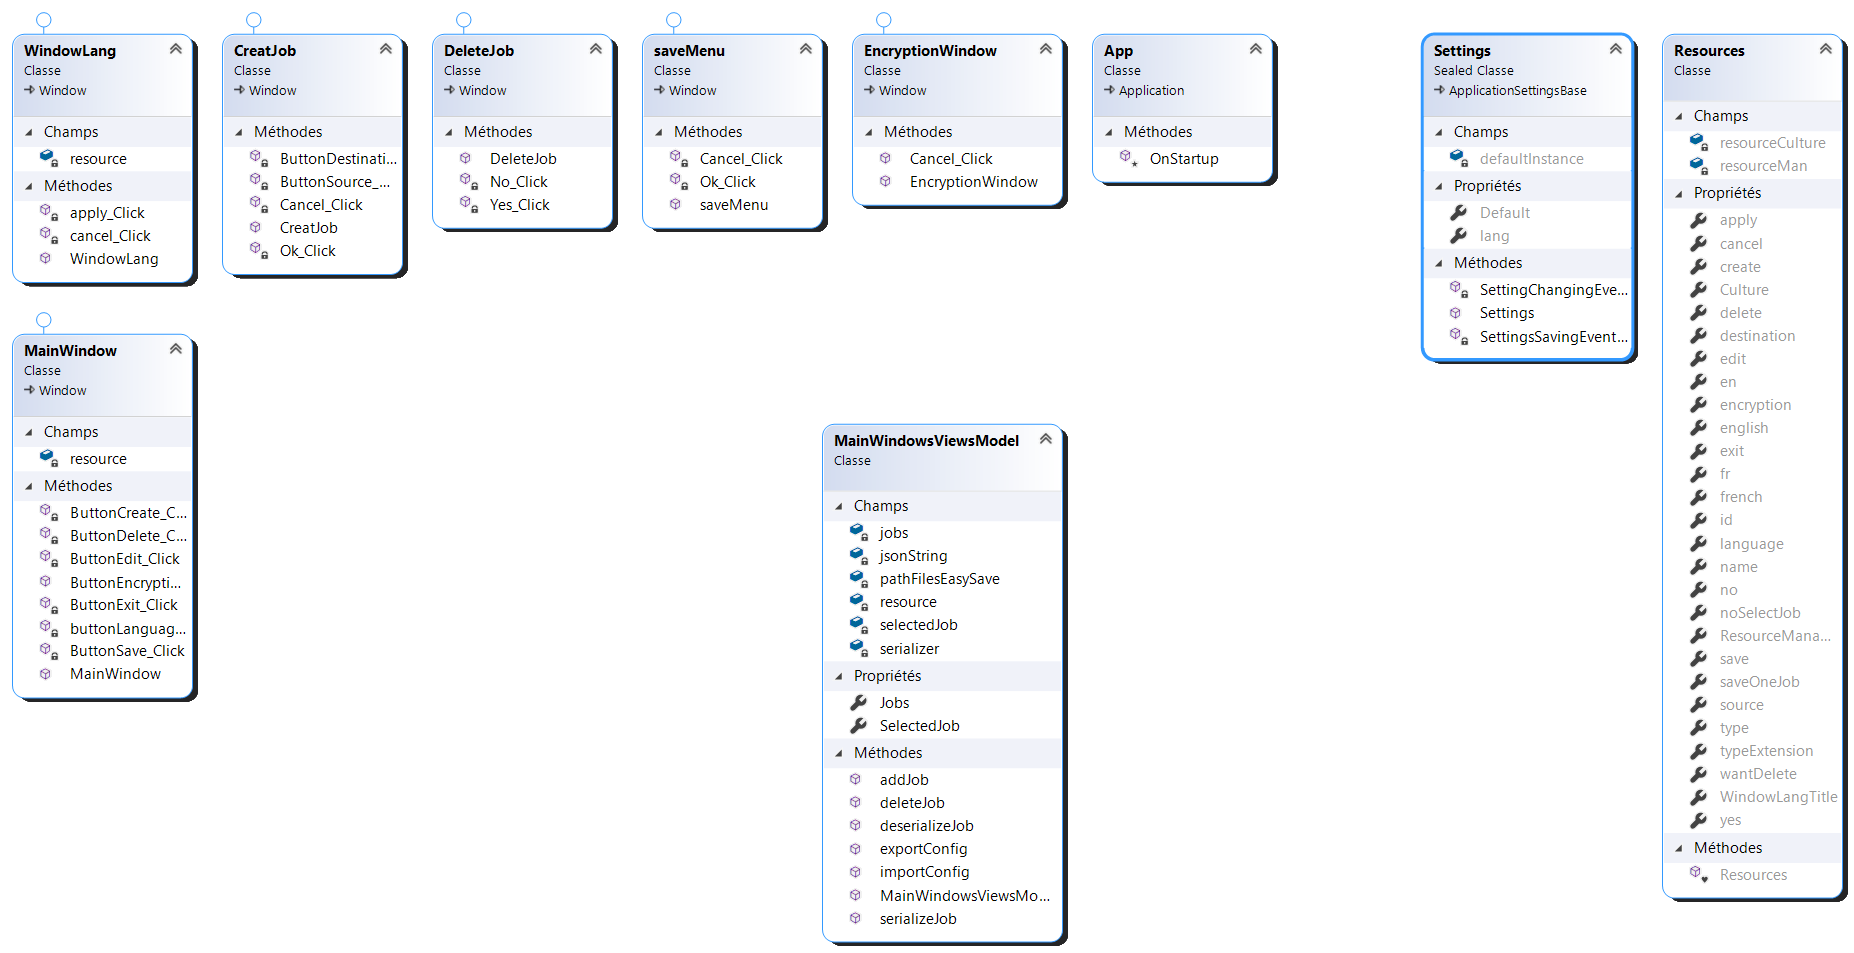 WindowLang
Classe
Window
Champs
resource
Méthodes
apply_Click
cancel_Click
WindowLang
CreatJob
Classe
Window
Méthodes
ButtonDestinati...
ButtonSource_...
Cancel_Click
CreatJob
Ok_Click
DeleteJob
Classe
Window
Méthodes
DeleteJob
No_Click
Yes_Click
saveMenu
Classe
Window
Méthodes
Cancel_Click
Ok_Click
saveMenu
EncryptionWindow
Classe
Window
Méthodes
Cancel_Click
EncryptionWindow
App
Classe
Application
Méthodes
OnStartup
Settings
Sealed Classe
ApplicationSettingsBase
Champs
defaultInstance
Propriétés
Default
lang
Méthodes
SettingChangingEve...
Settings
SettingsSavingEvent...
Resources
Classe
Champs
resourceCulture
resourceMan
Propriétés
apply
cancel
create
Culture
delete
destination
edit
en
encryption
english
exit
fr
french
id
language
name
no
noSelectJob
ResourceMana...
save
saveOneJob
source
type
typeExtension
wantDelete
WindowLangTitle
yes
Méthodes
Resources
MainWindow
Classe
Window
Champs
resource
Méthodes
ButtonCreate_C...
ButtonDelete_C...
ButtonEdit_Click
ButtonEncrypti...
ButtonExit_Click
buttonLanguag...
ButtonSave_Click
MainWindow
MainWindowsViewsModel
Classe
Champs
jobs
jsonString
pathFilesEasySave
resource
selectedJob
serializer
Propriétés
Jobs
SelectedJob
Méthodes
addJob
deleteJob
deserializeJob
exportConfig
importConfig
MainWindowsViewsMo...
serializeJob